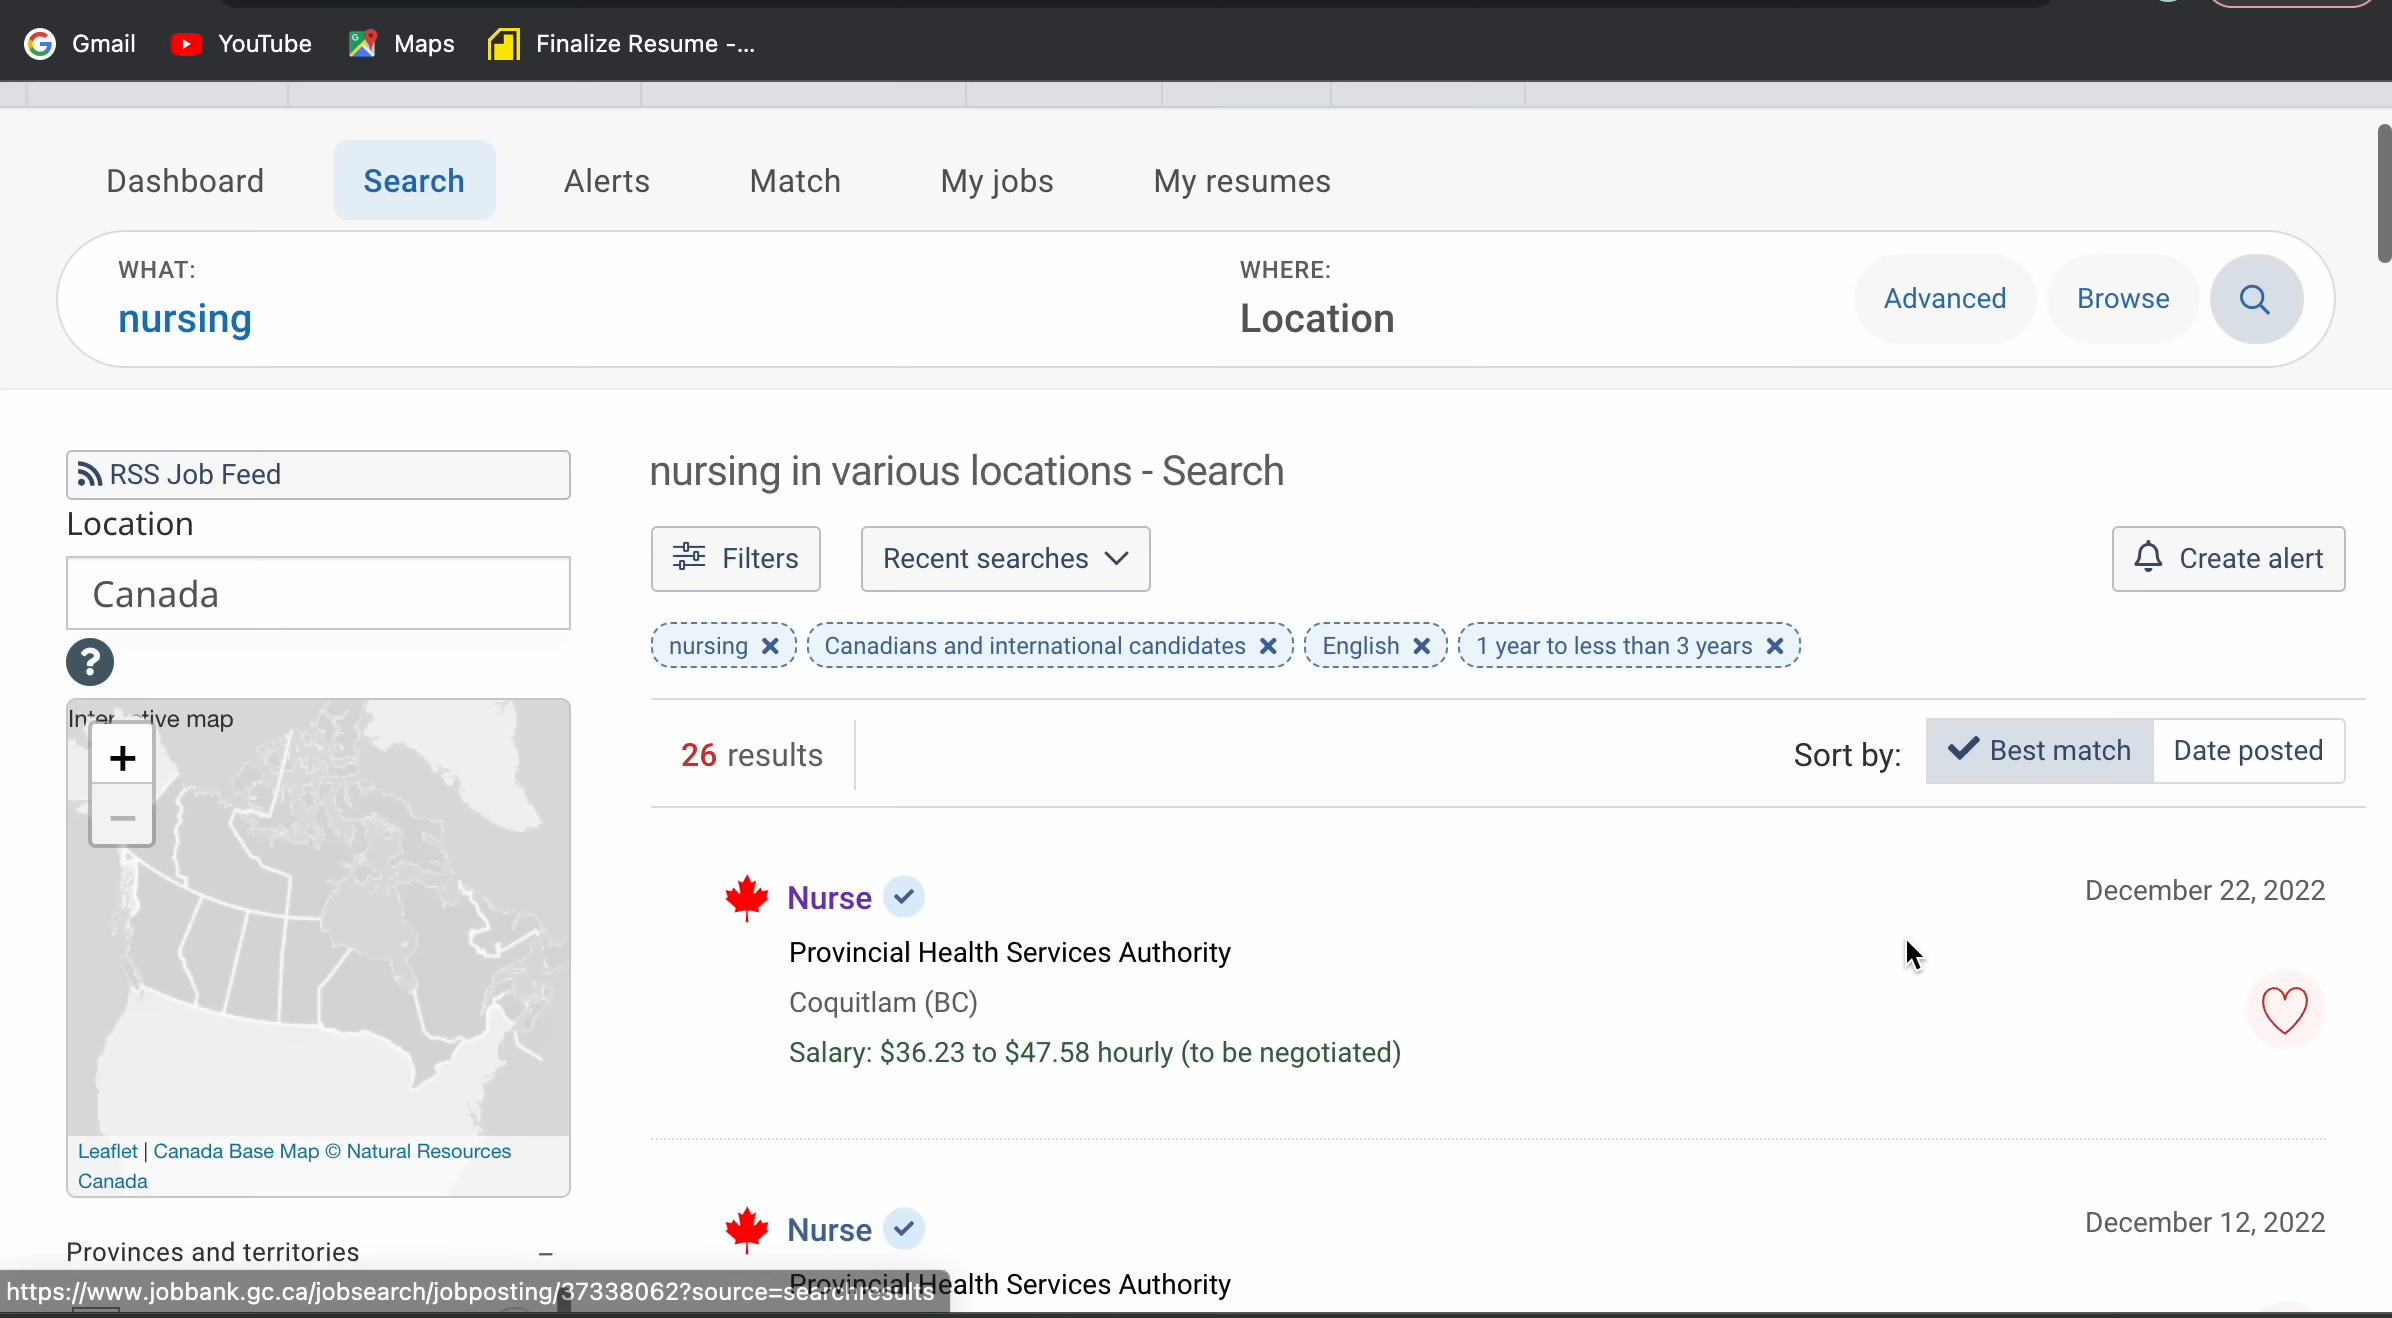 Gmail YouTube Maps Finalize Resume -...
Dashboard Search Alerts Match My jobs My resumes
WHAT: WHERE:
nursing Location Advanced Browse
RSS Job Feed
Location
Canada
?
Interactive map
+
−
Leaflet | Canada Base Map © Natural Resources
Canada
Provinces and territories −
nursing in various locations - Search
Filters Recent searches Create alert
nursing Canadians and international candidates English 1 year to less than 3 years
26 results Sort by: Best match Date posted
Nurse December 22, 2022
Provincial Health Services Authority
Coquitlam (BC)
Salary: $36.23 to $47.58 hourly (to be negotiated)
Nurse December 12, 2022
Provincial Health Services Authority
https://www.jobbank.gc.ca/jobsearch/jobposting/37338062?source=searchresults